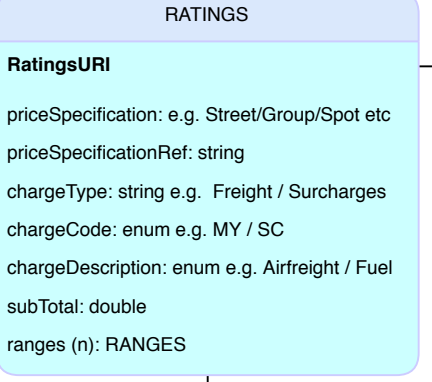 RATINGS
RatingsURI
priceSpecification: e.g. Street/Group/Spot etc
priceSpecificationRef: string
chargeType: string e.g.  Freight / Surcharges
chargeCode: enum e.g. MY / SC
chargeDescription: enum e.g. Airfreight / Fuel
subTotal: double
ranges (n): RANGES